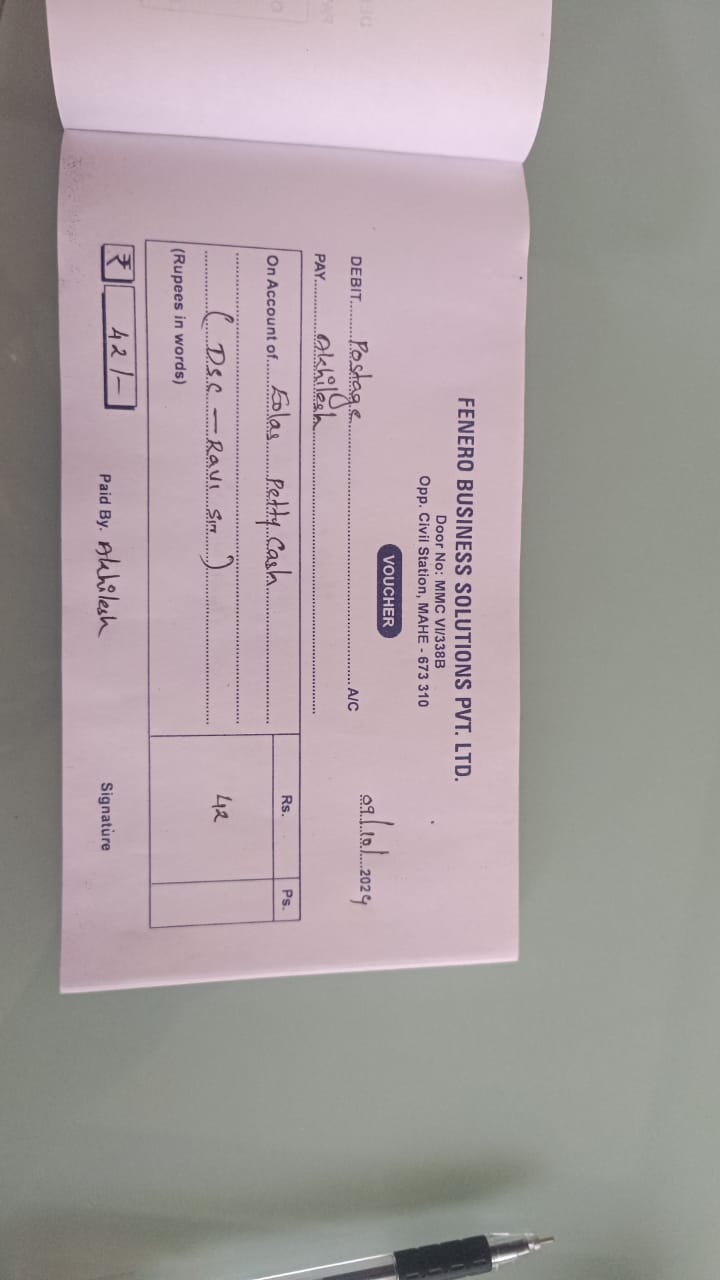 FENERO BUSINESS SOLUTIONS PVT. LTD.
Door No: MMC VI/338B
Opp. Civil Station, MAHE - 673 310
VOUCHER
09/10/2024
DEBIT Postage A/C
PAY Akhilesh
On Account of Eolas Petty Cash
Rs. Ps.
(DSC - Ravi Sir)
42
(Rupees in words)
₹ 42/-
Paid By. Akhilesh
Signature